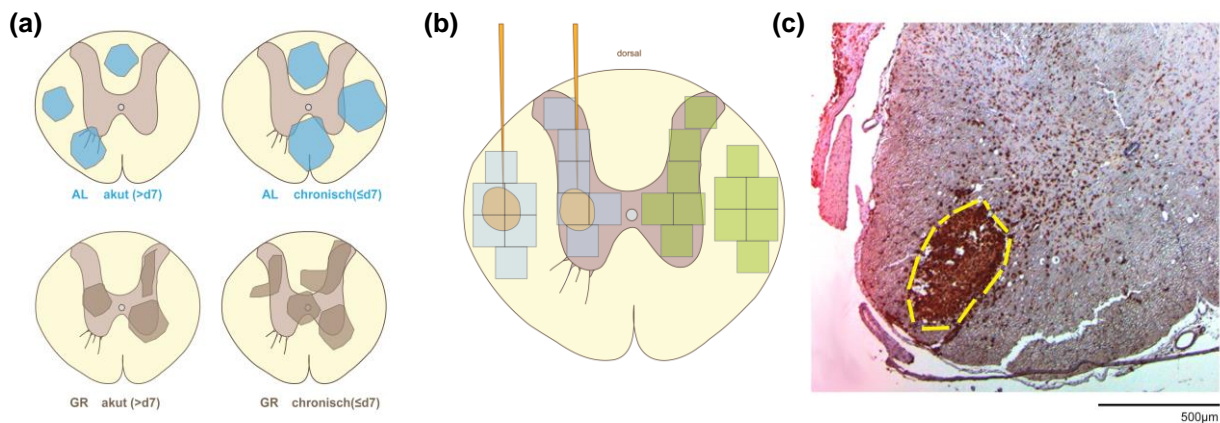 (a)
AL akut (>d7)
AL chronisch(≤d7)
GR akut (>d7)
GR chronisch(≤d7)
(b)
dorsal
(c)
500µm